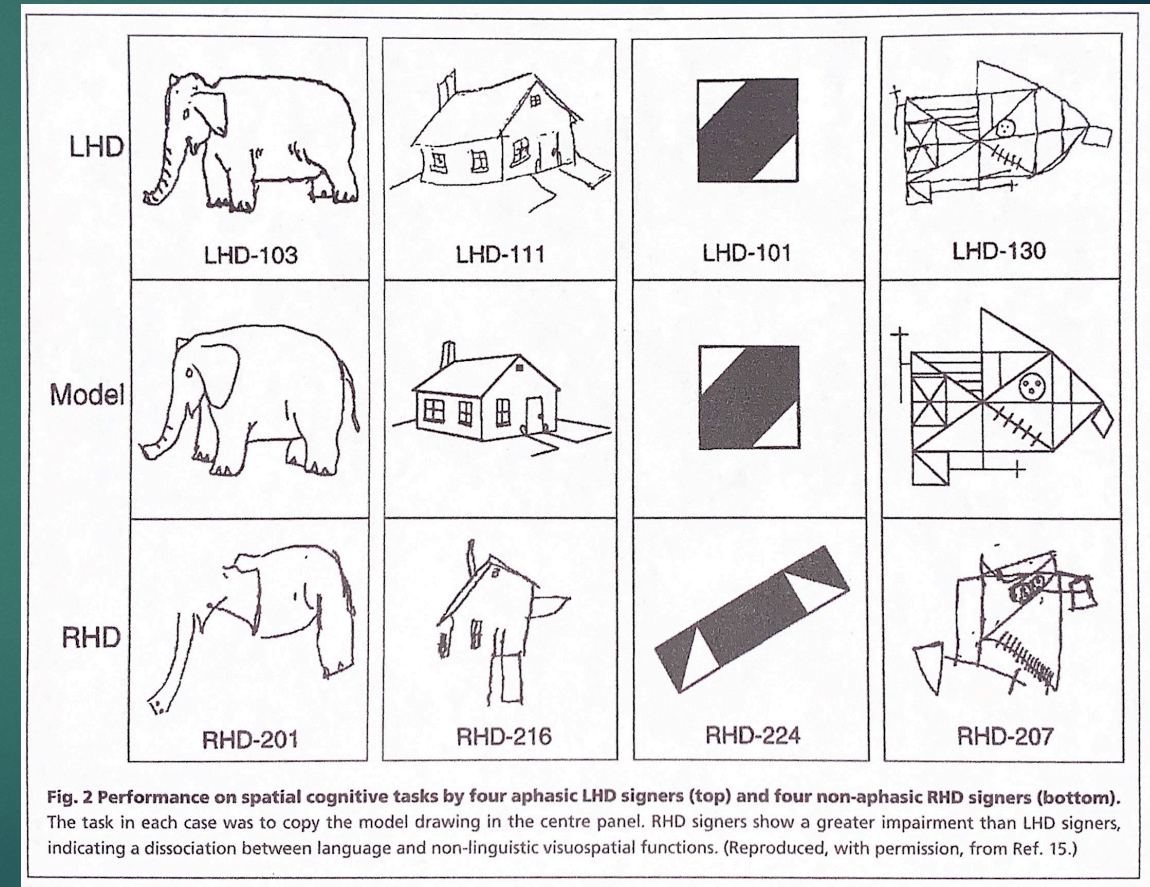 LHD
LHD-103
LHD-111
LHD-101
LHD-130
Model
RHD
RHD-201
RHD-216
RHD-224
RHD-207
Fig. 2 Performance on spatial cognitive tasks by four aphasic LHD signers (top) and four non-aphasic RHD signers (bottom).
The task in each case was to copy the model drawing in the centre panel. RHD signers show a greater impairment than LHD signers,
indicating a dissociation between language and non-linguistic visuospatial functions. (Reproduced, with permission, from Ref. 15.)